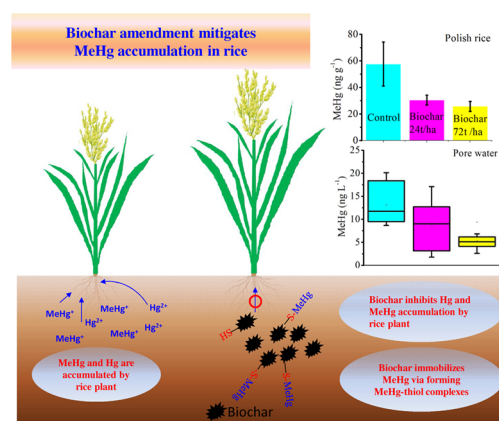 Biochar amendment mitigates
MeHg accumulation in rice
Polish rice
MeHg (ng g⁻¹)
80
60
40
20
0
Control
Biochar
24t/ha
Biochar
72t/ha
Pore water
MeHg (ng L⁻¹)
25
20
15
10
5
0
MeHg⁺
Hg²⁺
MeHg⁺
MeHg⁺
MeHg⁺
Hg²⁺
Hg²⁺
MeHg and Hg are
accumulated by
rice plant
HS
S-MeHg
S-MeHg
S-MeHg
Biochar
Biochar inhibits Hg and
MeHg accumulation by
rice plant
Biochar immobilizes
MeHg via forming
MeHg-thiol complexes